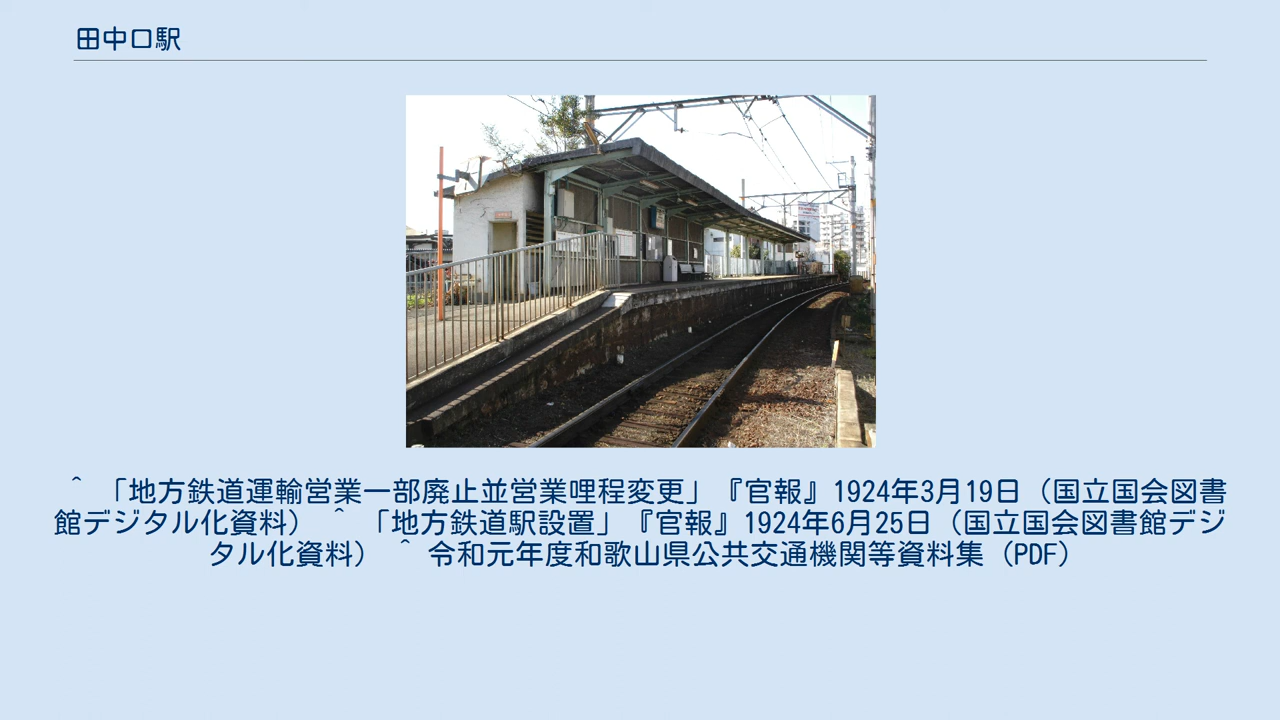 田中口駅
^ 「地方鉄道運輸営業一部廃止並営業哩程変更」『官報』1924年3月19日（国立国会図書
館デジタル化資料） ^ 「地方鉄道駅設置」『官報』1924年6月25日（国立国会図書館デジ
タル化資料） ^ 令和元年度和歌山県公共交通機関等資料集（PDF）